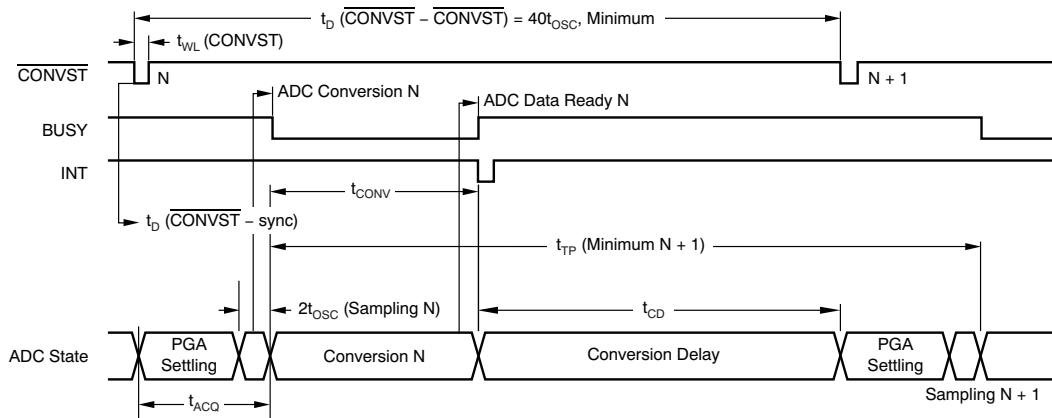 t_D (CONVST – CONVST) = 40t_OSC, Minimum
t_WL (CONVST)
CONVST
N
N + 1
ADC Conversion N
ADC Data Ready N
BUSY
INT
t_CONV
t_D (CONVST – sync)
t_TP (Minimum N + 1)
2t_OSC (Sampling N)
t_CD
ADC State
PGA
Settling
Conversion N
Conversion Delay
PGA
Settling
Sampling N + 1
t_ACQ